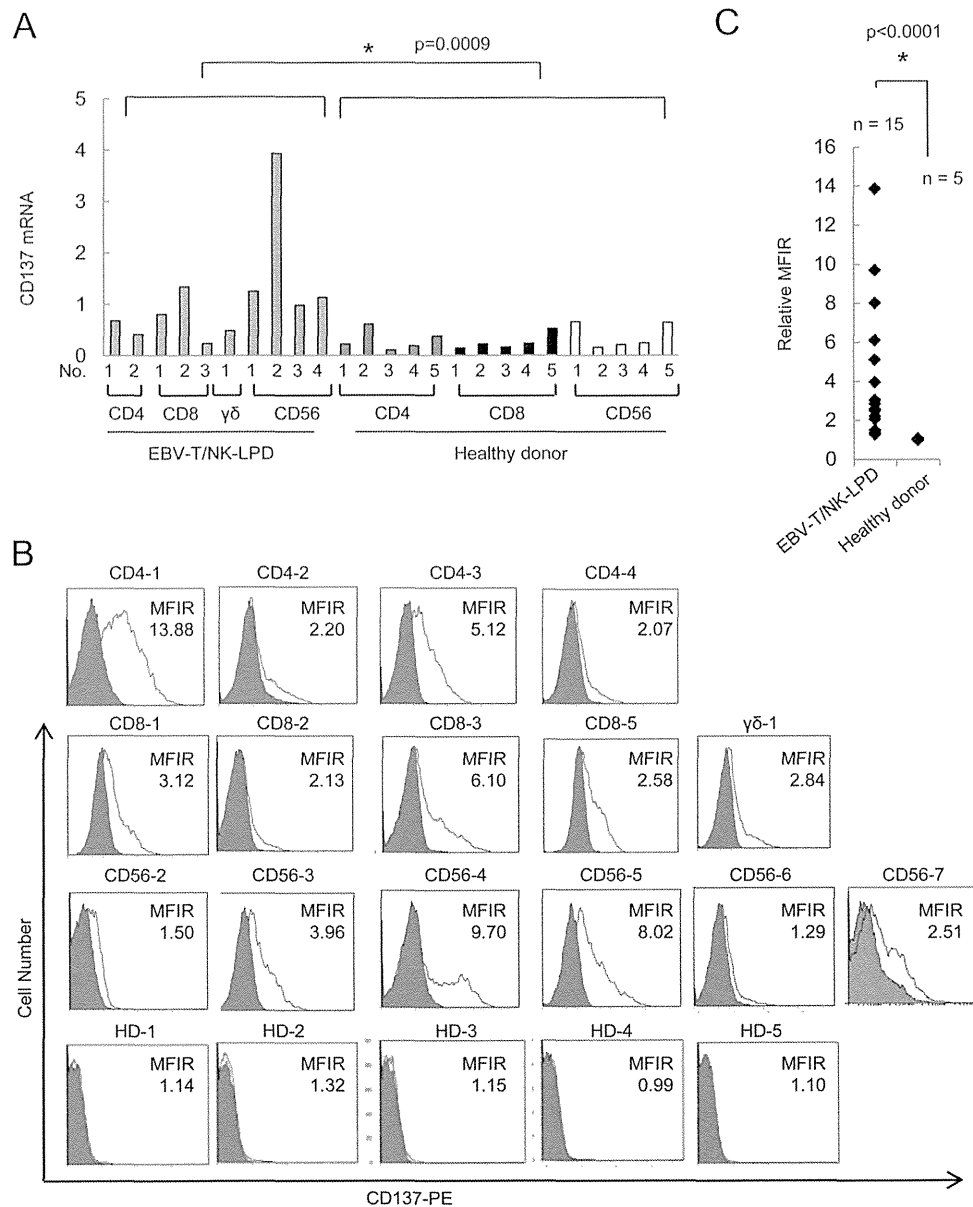 A
* p=0.0009
5
4
3
2
1
0
CD137 mRNA
No. 1 2 1 2 3 1 1 2 3 4 1 2 3 4 5 1 2 3 4 5 1 2 3 4 5
CD4 CD8 γδ CD56 CD4 CD8 CD56
EBV-T/NK-LPD Healthy donor
C
p<0.0001
*
n = 15
n = 5
16
14
12
10
8
6
4
2
0
Relative MFIR
EBV-T/NK-LPD
Healthy donor
B
CD4-1 CD4-2 CD4-3 CD4-4
MFIR MFIR MFIR MFIR
13.88 2.20 5.12 2.07
CD8-1 CD8-2 CD8-3 CD8-5 γδ-1
MFIR MFIR MFIR MFIR MFIR
3.12 2.13 6.10 2.58 2.84
CD56-2 CD56-3 CD56-4 CD56-5 CD56-6 CD56-7
MFIR MFIR MFIR MFIR MFIR MFIR
1.50 3.96 9.70 8.02 1.29 2.51
HD-1 HD-2 HD-3 HD-4 HD-5
MFIR MFIR MFIR MFIR MFIR
1.14 1.32 1.15 0.99 1.10
Cell Number
CD137-PE